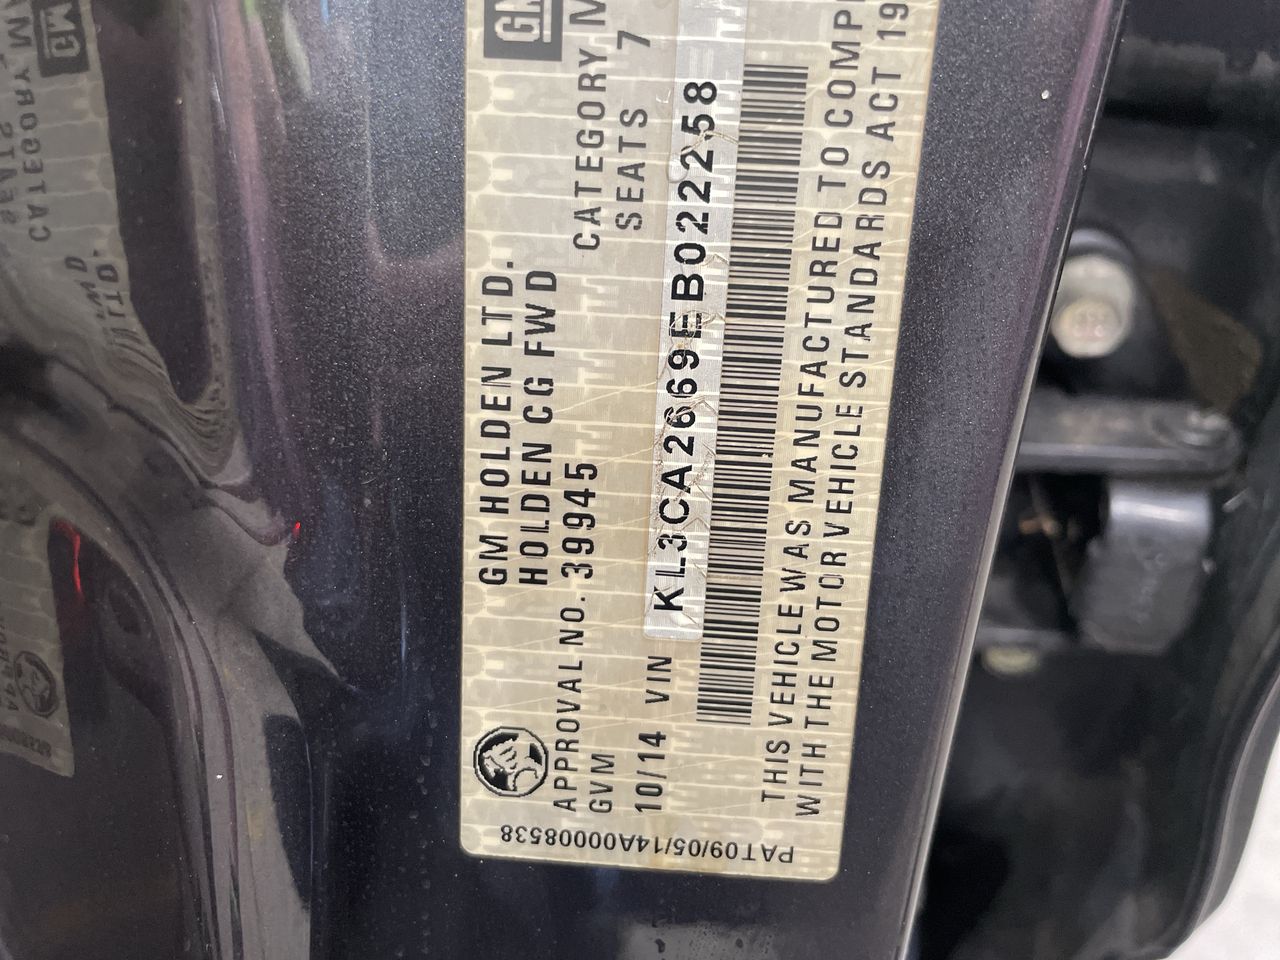 GM
GM HOLDEN LTD.
HOLDEN CG FWD
APPROVAL NO. 39945 CATEGORY M
GVM SEATS 7
10/14 VIN KL3CA2669EB022258
THIS VEHICLE WAS MANUFACTURED TO COMP
WITH THE MOTOR VEHICLE STANDARDS ACT 19
PAT09/05/14A00008538